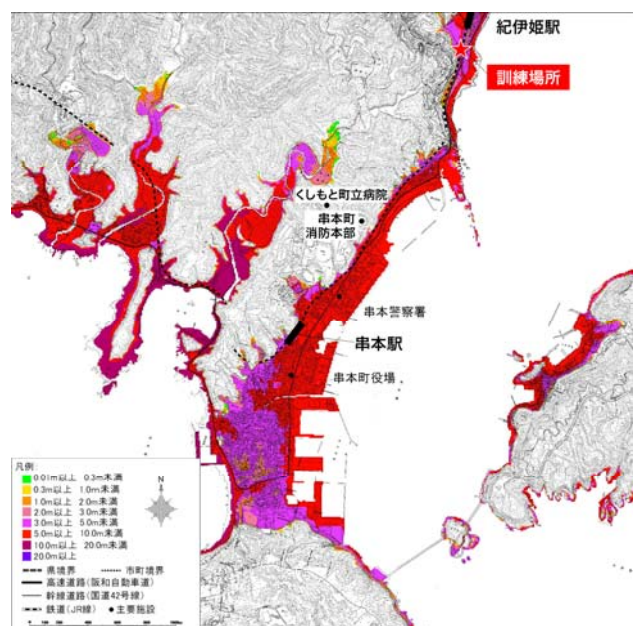 紀伊姫駅
訓練場所
くしもと町立病院
串本町
消防本部
串本警察署
串本駅
串本町役場
凡例:
N
0.01m以上 0.3m未満
0.3m以上 1.0m未満
1.0m以上 2.0m未満
2.0m以上 3.0m未満
3.0m以上 5.0m未満
5.0m以上 10.0m未満
10.0m以上 20.0m未満
20.0m以上
県境界 市町境界
高速道路(阪和自動車道)
幹線道路(国道42号線)
鉄道(JR線) 主要施設